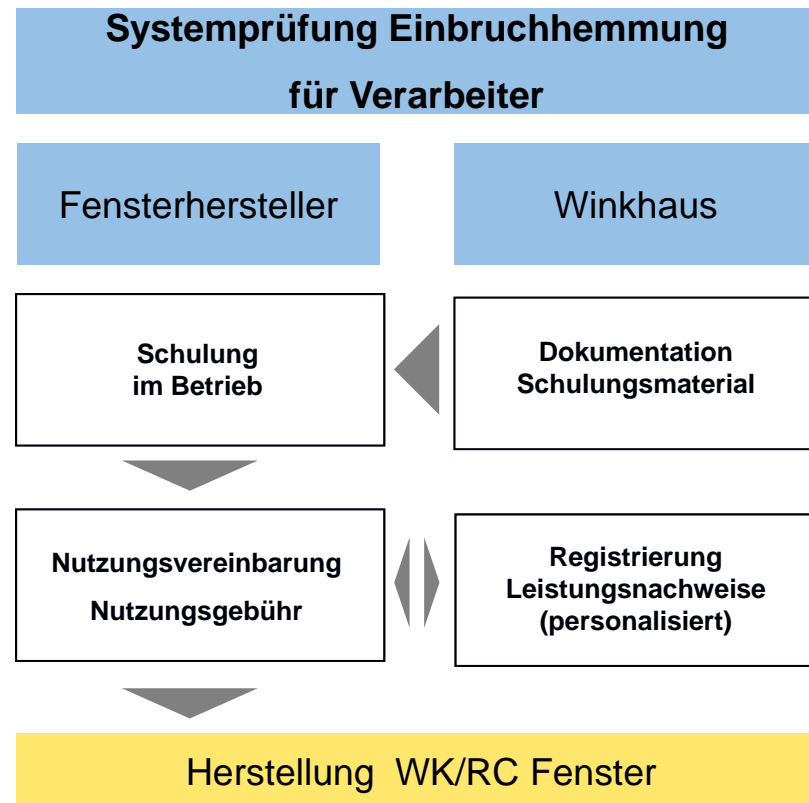 Systemprüfung Einbruchhemmung
für Verarbeiter
Fensterhersteller
Winkhaus
Schulung
im Betrieb
Dokumentation
Schulungsmaterial
Nutzungsvereinbarung
Nutzungsgebühr
Registrierung
Leistungsnachweise
(personalisiert)
Herstellung WK/RC Fenster